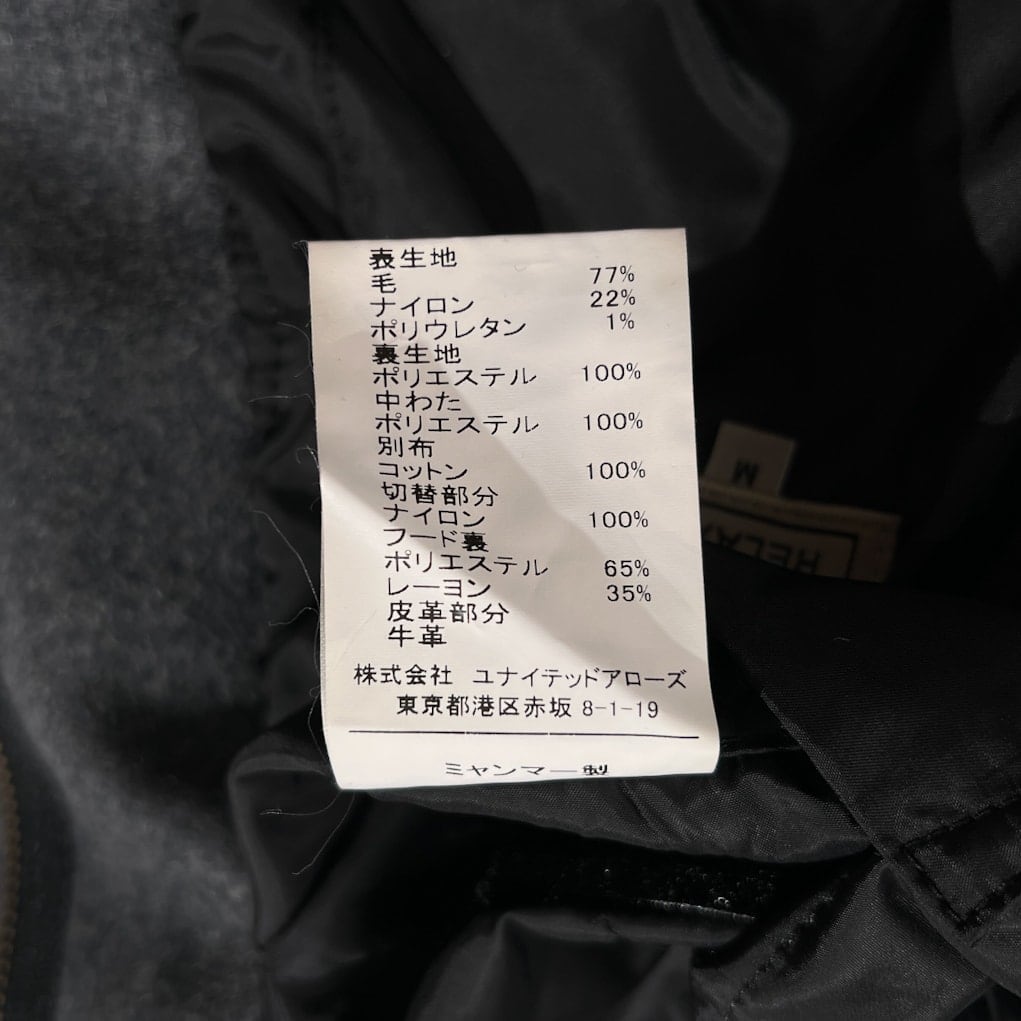 表生地
毛 77%
ナイロン 22%
ポリウレタン 1%
裏生地
ポリエステル 100%
中わた
ポリエステル 100%
別布
コットン 100%
切替部分
ナイロン 100%
フード裏
ポリエステル 65%
レーヨン 35%
皮革部分
牛革
株式会社 ユナイテッドアローズ
東京都港区赤坂 8-1-19
ミャンマー製
M